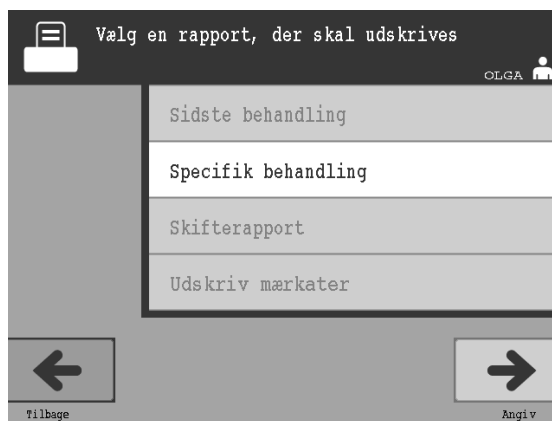 Vælg en rapport, der skal udskrives
OLGA
Sidste behandling
Specifik behandling
Skifterapport
Udskriv mærkater
Tilbage
Angiv